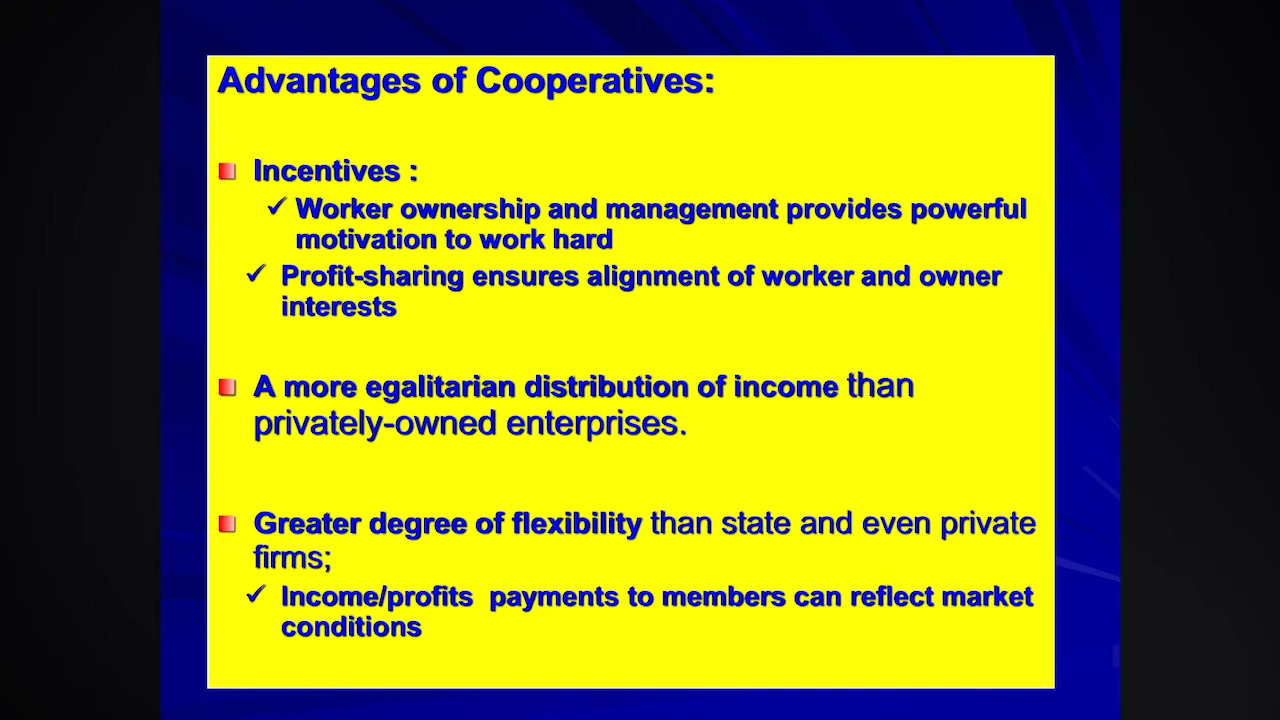 Advantages of Cooperatives:
Incentives :
✓ Worker ownership and management provides powerful
motivation to work hard
✓ Profit-sharing ensures alignment of worker and owner
interests
A more egalitarian distribution of income than
privately-owned enterprises.
Greater degree of flexibility than state and even private
firms;
✓ Income/profits  payments to members can reflect market
conditions